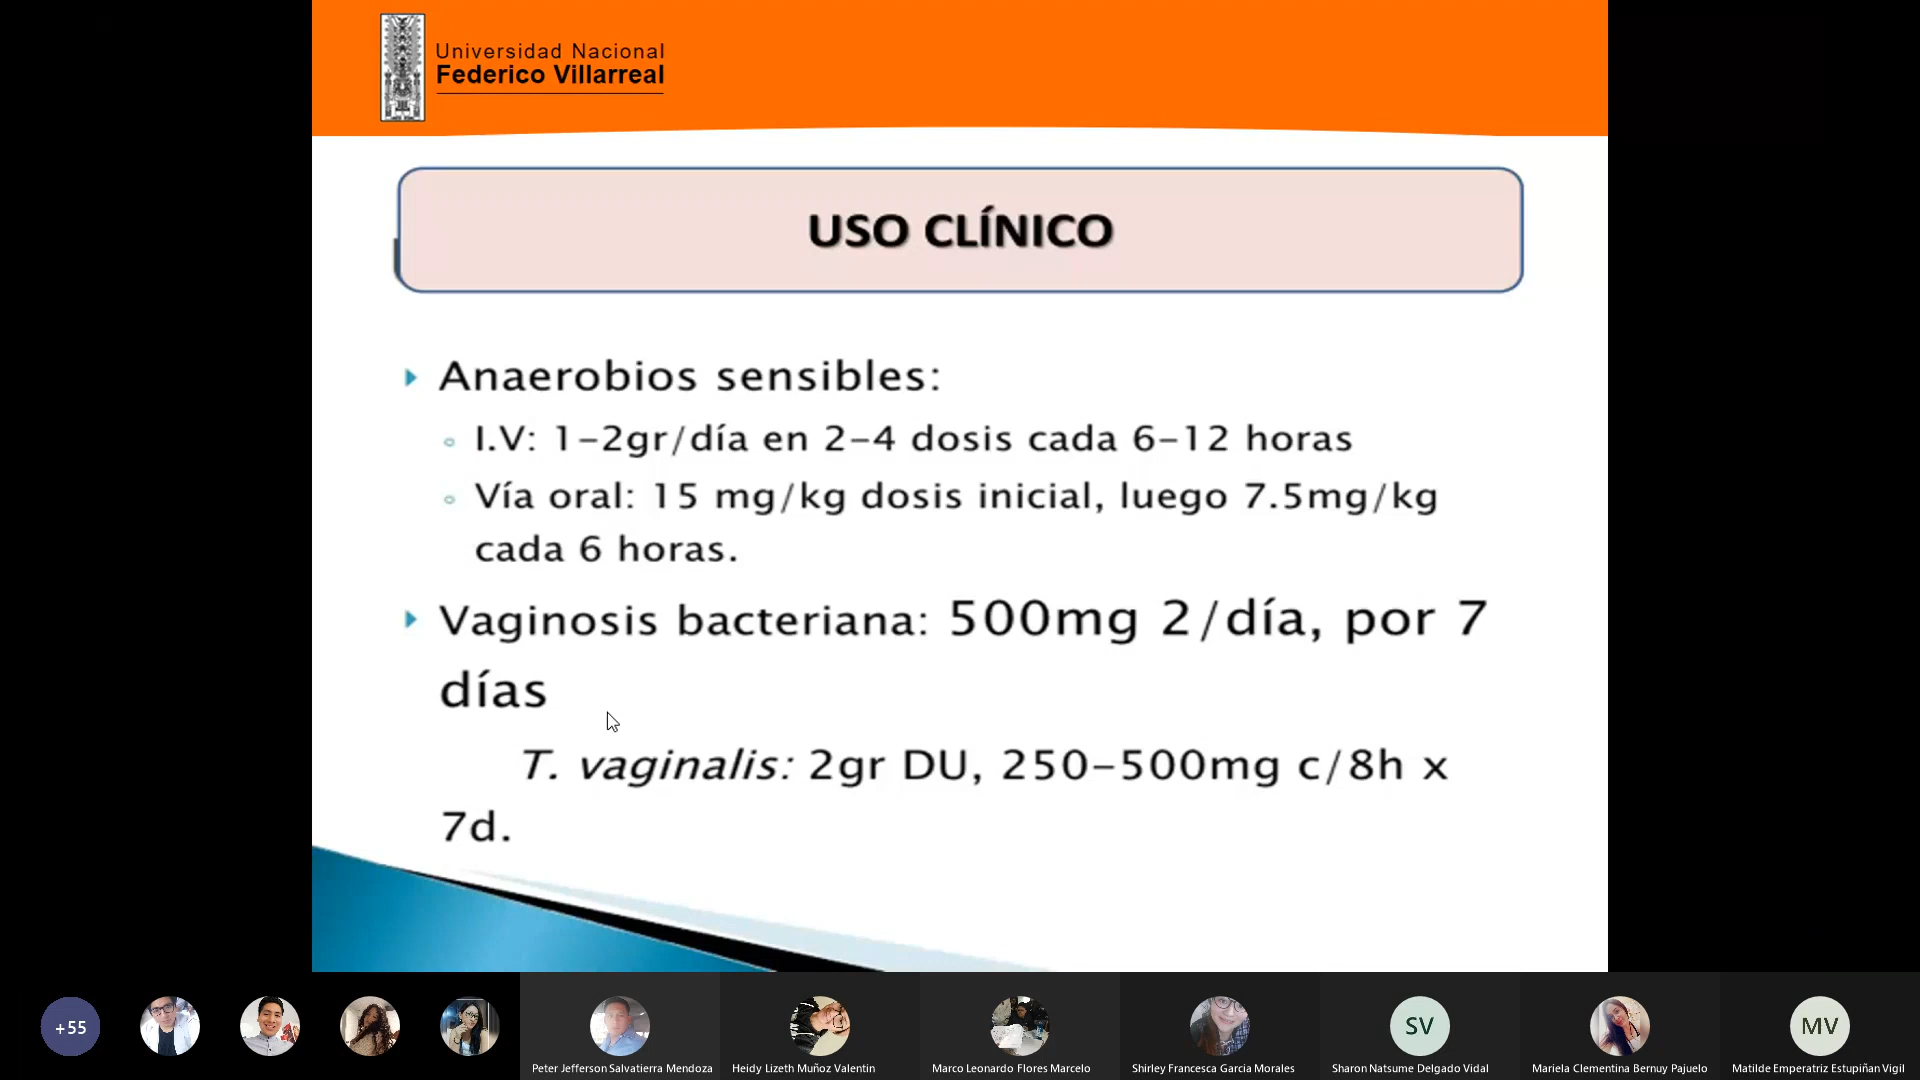 Universidad Nacional
Federico Villarreal
USO CLÍNICO
Anaerobios sensibles:
I.V: 1-2gr/día en 2-4 dosis cada 6-12 horas
Vía oral: 15 mg/kg dosis inicial, luego 7.5mg/kg
cada 6 horas.
Vaginosis bacteriana: 500mg 2/día, por 7
días
T. vaginalis: 2gr DU, 250-500mg c/8h x
7d.
+55
SV
MV
Peter Jefferson Salvatierra Mendoza
Heidy Lizeth Muñoz Valentin
Marco Leonardo Flores Marcelo
Shirley Francesca Garcia Morales
Sharon Natsume Delgado Vidal
Mariela Clementina Bernuy Pajuelo
Matilde Emperatriz Estupiñan Vigil